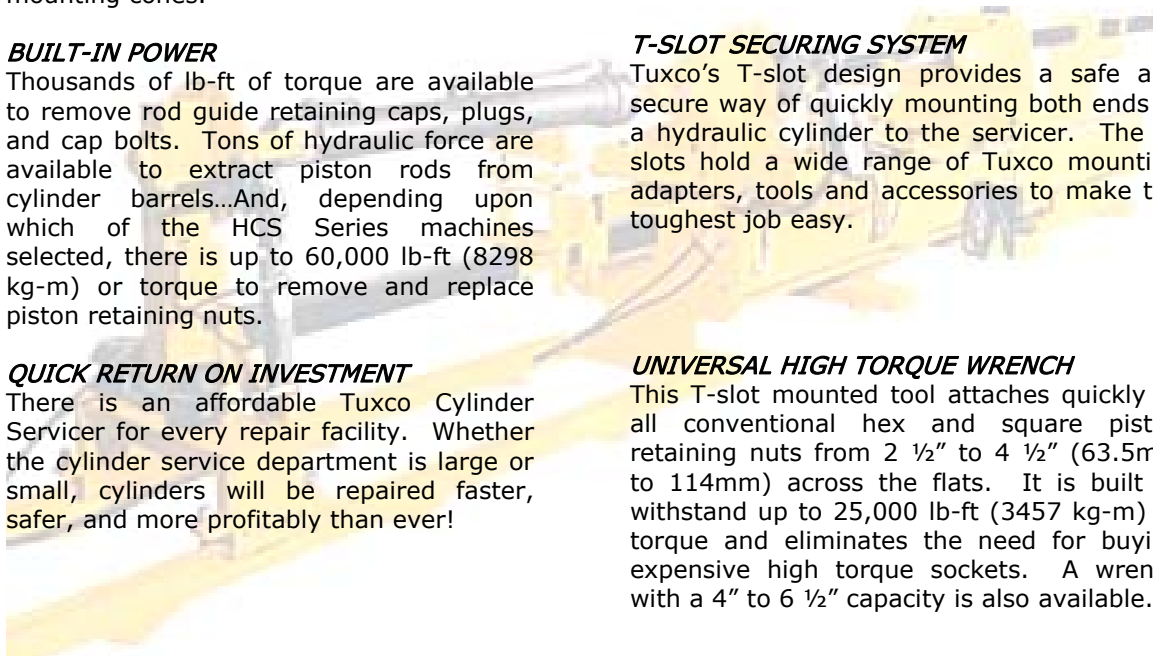 mounting cones.
BUILT-IN POWER
Thousands of lb-ft of torque are available
to remove rod guide retaining caps, plugs,
and cap bolts. Tons of hydraulic force are
available to extract piston rods from
cylinder barrels…And, depending upon
which of the HCS Series machines
selected, there is up to 60,000 lb-ft (8298
kg-m) or torque to remove and replace
piston retaining nuts.
QUICK RETURN ON INVESTMENT
There is an affordable Tuxco Cylinder
Servicer for every repair facility. Whether
the cylinder service department is large or
small, cylinders will be repaired faster,
safer, and more profitably than ever!
T-SLOT SECURING SYSTEM
Tuxco’s T-slot design provides a safe a
secure way of quickly mounting both ends
a hydraulic cylinder to the servicer. The
slots hold a wide range of Tuxco mounti
adapters, tools and accessories to make t
toughest job easy.
UNIVERSAL HIGH TORQUE WRENCH
This T-slot mounted tool attaches quickly
all conventional hex and square pist
retaining nuts from 2 ½” to 4 ½” (63.5m
to 114mm) across the flats. It is built
withstand up to 25,000 lb-ft (3457 kg-m)
torque and eliminates the need for buyi
expensive high torque sockets. A wren
with a 4” to 6 ½” capacity is also available.